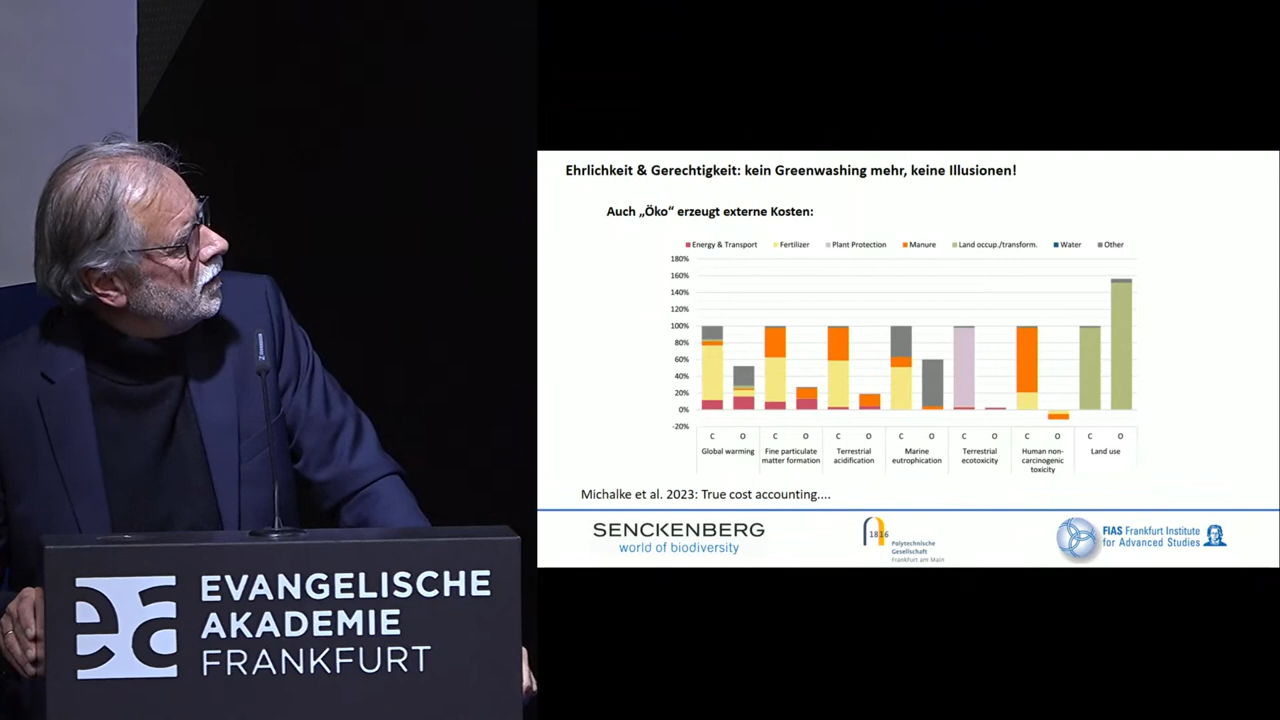 Ehrlichkeit & Gerechtigkeit: kein Greenwashing mehr, keine Illusionen!
Auch „Öko“ erzeugt externe Kosten:
Energy & Transport Fertilizer Plant Protection Manure Land occup./transform. Water Other
180%
160%
140%
120%
100%
80%
60%
40%
20%
0%
-20%
C O C O C O C O C O C O C O
Global warming
Fine particulate
matter formation
Terrestrial
acidification
Marine
eutrophication
Terrestrial
ecotoxicity
Human non-
carcinogenic
toxicity
Land use
Michalke et al. 2023: True cost accounting....
SENCKENBERG
world of biodiversity
1816
Polytechnische
Gesellschaft
Frankfurt am Main
FIAS Frankfurt Institute
for Advanced Studies
ea
EVANGELISCHE
AKADEMIE
FRANKFURT